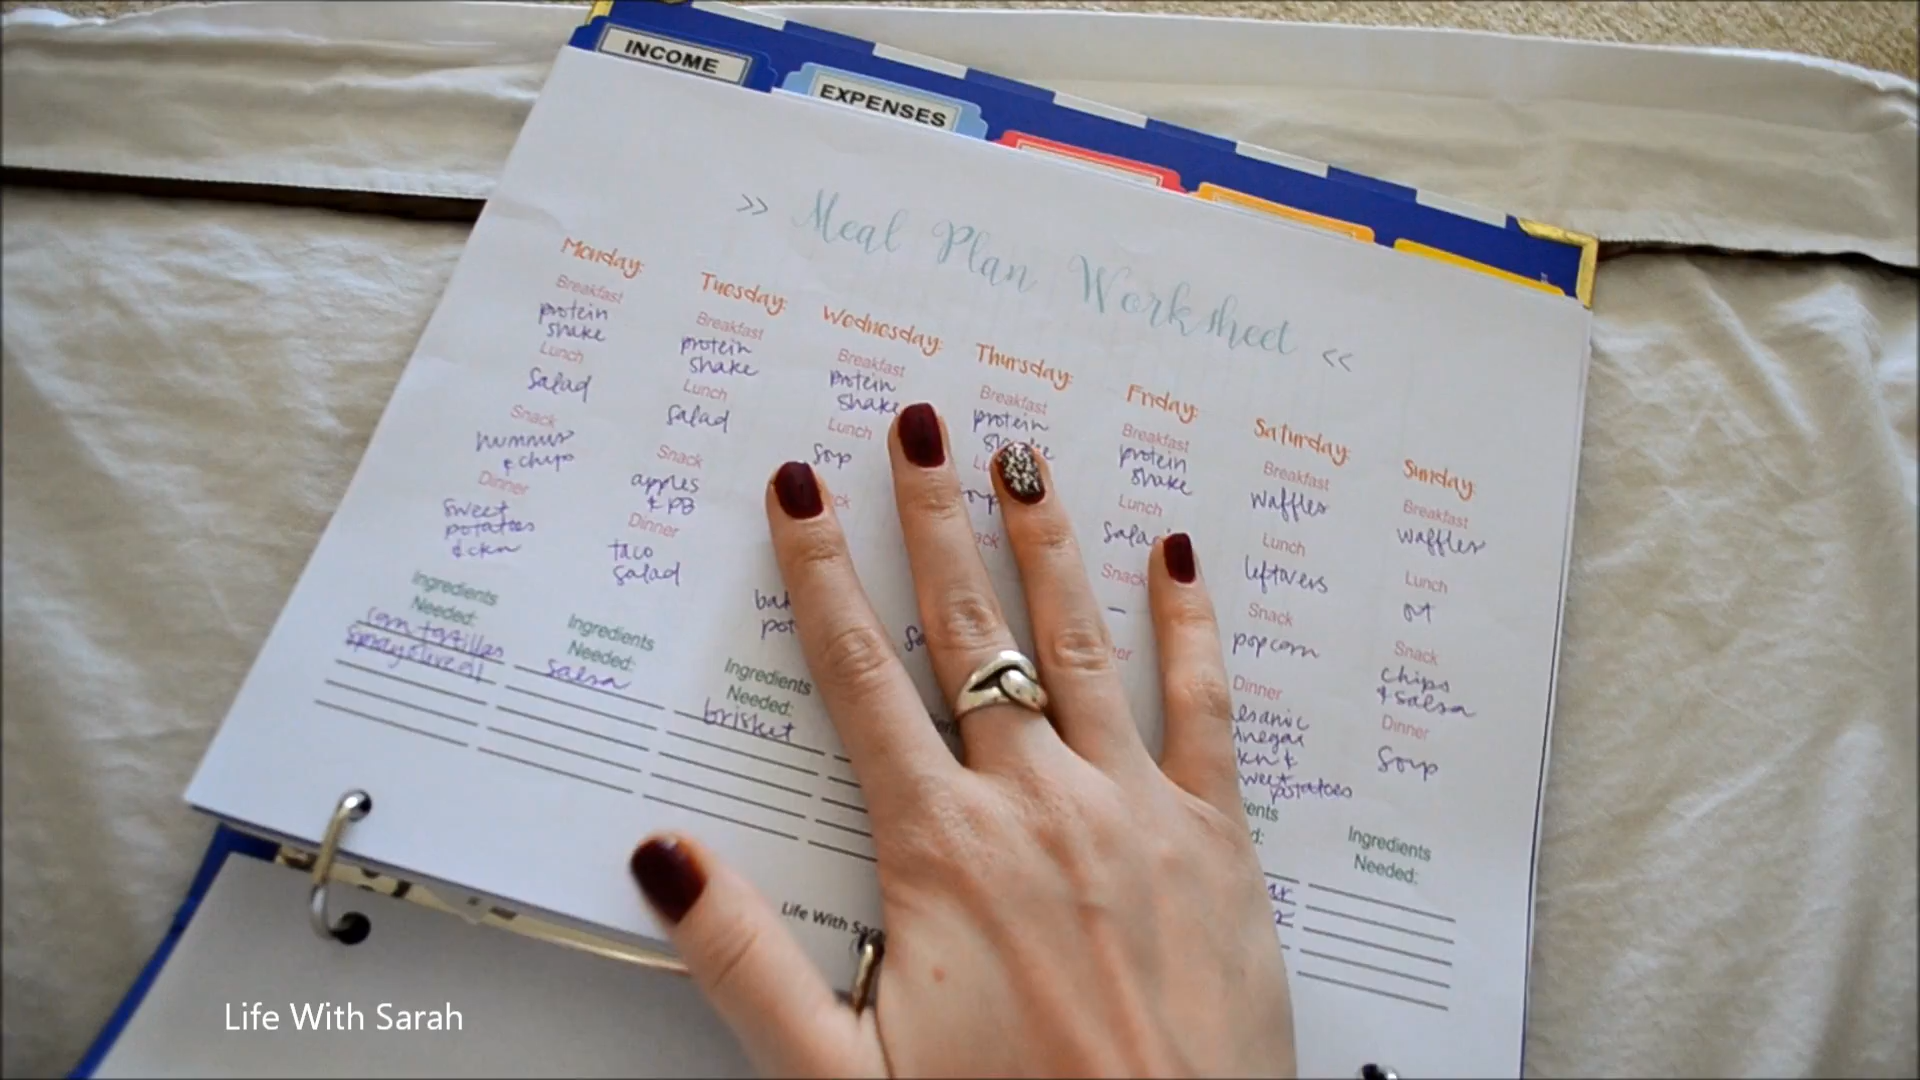 INCOME
EXPENSES
>> Meal Plan Worksheet <<
Monday:
Breakfast
protein
shake
Lunch
Salad
Snack
hummus
& chips
Dinner
sweet
potatoes
& ckn
Ingredients
Needed:
corn tortillas
spray olive oil
Tuesday:
Breakfast
protein
shake
Lunch
salad
Snack
apples
& PB
Dinner
taco
salad
Ingredients
Needed:
salsa
Wednesday:
Breakfast
protein
shake
Lunch
soup
Ingredients
Needed:
brisket
Thursday:
Breakfast
protein
Friday:
Breakfast
protein
shake
Lunch
Snack
–
Saturday:
Breakfast
waffles
Lunch
leftovers
Snack
popcorn
Dinner
potatoes
Sunday:
Breakfast
waffles
Lunch
out
Snack
chips
& salsa
Dinner
Soup
Ingredients
Needed:
Life With
Life With Sarah